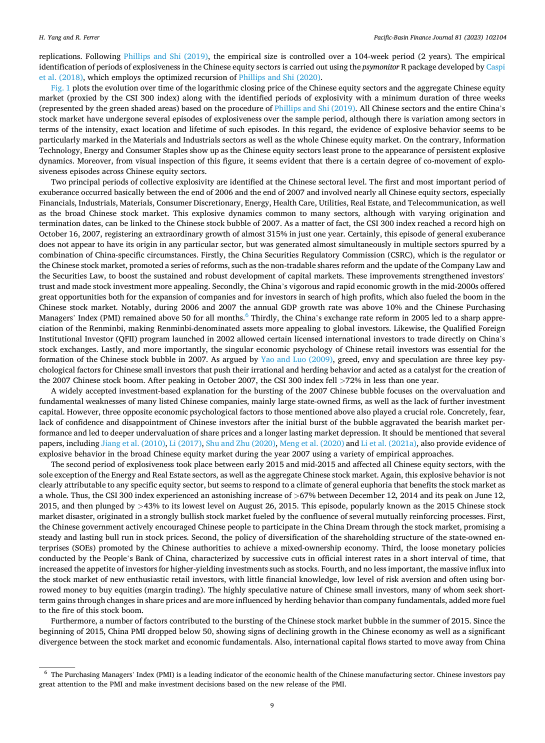 H. Yang and R. Ferrer
Pacific-Basin Finance Journal 81 (2023) 102104
replications. Following Phillips and Shi (2019), the empirical size is controlled over a 104-week period (2 years). The empirical
identification of periods of explosiveness in the Chinese equity sectors is carried out using the psymonitor R package developed by Caspi
et al. (2018), which employs the optimized recursion of Phillips and Shi (2020).
Fig. 1 plots the evolution over time of the logarithmic closing price of the Chinese equity sectors and the aggregate Chinese equity
market (proxied by the CSI 300 index) along with the identified periods of explosivity with a minimum duration of three weeks
(represented by the green shaded areas) based on the procedure of Phillips and Shi (2019). All Chinese sectors and the entire China's
stock market have undergone several episodes of explosiveness over the sample period, although there is variation among sectors in
terms of the intensity, exact location and lifetime of such episodes. In this regard, the evidence of explosive behavior seems to be
particularly marked in the Materials and Industrials sectors as well as the whole Chinese equity market. On the contrary, Information
Technology, Energy and Consumer Staples show up as the Chinese equity sectors least prone to the appearance of persistent explosive
dynamics. Moreover, from visual inspection of this figure, it seems evident that there is a certain degree of co-movement of explo-
siveness episodes across Chinese equity sectors.
Two principal periods of collective explosivity are identified at the Chinese sectoral level. The first and most important period of
exuberance occurred basically between the end of 2006 and the end of 2007 and involved nearly all Chinese equity sectors, especially
Financials, Industrials, Materials, Consumer Discretionary, Energy, Health Care, Utilities, Real Estate, and Telecommunication, as well
as the broad Chinese stock market. This explosive dynamics common to many sectors, although with varying origination and
termination dates, can be linked to the Chinese stock bubble of 2007. As a matter of fact, the CSI 300 index reached a record high on
October 16, 2007, registering an extraordinary growth of almost 315% in just one year. Certainly, this episode of general exuberance
does not appear to have its origin in any particular sector, but was generated almost simultaneously in multiple sectors spurred by a
combination of China-specific circumstances. Firstly, the China Securities Regulatory Commission (CSRC), which is the regulator or
the Chinese stock market, promoted a series of reforms, such as the non-tradable shares reform and the update of the Company Law and
the Securities Law, to boost the sustained and robust development of capital markets. These improvements strengthened investors'
trust and made stock investment more appealing. Secondly, the China's vigorous and rapid economic growth in the mid-2000s offered
great opportunities both for the expansion of companies and for investors in search of high profits, which also fueled the boom in the
Chinese stock market. Notably, during 2006 and 2007 the annual GDP growth rate was above 10% and the Chinese Purchasing
Managers' Index (PMI) remained above 50 for all months.6 Thirdly, the China's exchange rate reform in 2005 led to a sharp appre-
ciation of the Renminbi, making Renminbi-denominated assets more appealing to global investors. Likewise, the Qualified Foreign
Institutional Investor (QFII) program launched in 2002 allowed certain licensed international investors to trade directly on China's
stock exchanges. Lastly, and more importantly, the singular economic psychology of Chinese retail investors was essential for the
formation of the Chinese stock bubble in 2007. As argued by Yao and Luo (2009), greed, envy and speculation are three key psy-
chological factors for Chinese small investors that push their irrational and herding behavior and acted as a catalyst for the creation of
the 2007 Chinese stock boom. After peaking in October 2007, the CSI 300 index fell >72% in less than one year.
A widely accepted investment-based explanation for the bursting of the 2007 Chinese bubble focuses on the overvaluation and
fundamental weaknesses of many listed Chinese companies, mainly large state-owned firms, as well as the lack of further investment
capital. However, three opposite economic psychological factors to those mentioned above also played a crucial role. Concretely, fear,
lack of confidence and disappointment of Chinese investors after the initial burst of the bubble aggravated the bearish market per-
formance and led to deeper undervaluation of share prices and a longer lasting market depression. It should be mentioned that several
papers, including Jiang et al. (2010), Li (2017), Shu and Zhu (2020), Meng et al. (2020) and Li et al. (2021a), also provide evidence of
explosive behavior in the broad Chinese equity market during the year 2007 using a variety of empirical approaches.
The second period of explosiveness took place between early 2015 and mid-2015 and affected all Chinese equity sectors, with the
sole exception of the Energy and Real Estate sectors, as well as the aggregate Chinese stock market. Again, this explosive behavior is not
clearly attributable to any specific equity sector, but seems to respond to a climate of general euphoria that benefits the stock market as
a whole. Thus, the CSI 300 index experienced an astonishing increase of >67% between December 12, 2014 and its peak on June 12,
2015, and then plunged by >43% to its lowest level on August 26, 2015. This episode, popularly known as the 2015 Chinese stock
market disaster, originated in a strongly bullish stock market fueled by the confluence of several mutually reinforcing processes. First,
the Chinese government actively encouraged Chinese people to participate in the China Dream through the stock market, promising a
steady and lasting bull run in stock prices. Second, the policy of diversification of the shareholding structure of the state-owned en-
terprises (SOEs) promoted by the Chinese authorities to achieve a mixed-ownership economy. Third, the loose monetary policies
conducted by the People's Bank of China, characterized by successive cuts in official interest rates in a short interval of time, that
increased the appetite of investors for higher-yielding investments such as stocks. Fourth, and no less important, the massive influx into
the stock market of new enthusiastic retail investors, with little financial knowledge, low level of risk aversion and often using bor-
rowed money to buy equities (margin trading). The highly speculative nature of Chinese small investors, many of whom seek short-
term gains through changes in share prices and are more influenced by herding behavior than company fundamentals, added more fuel
to the fire of this stock boom.
Furthermore, a number of factors contributed to the bursting of the Chinese stock market bubble in the summer of 2015. Since the
beginning of 2015, China PMI dropped below 50, showing signs of declining growth in the Chinese economy as well as a significant
divergence between the stock market and economic fundamentals. Also, international capital flows started to move away from China
6 The Purchasing Managers' Index (PMI) is a leading indicator of the economic health of the Chinese manufacturing sector. Chinese investors pay
great attention to the PMI and make investment decisions based on the new release of the PMI.
9